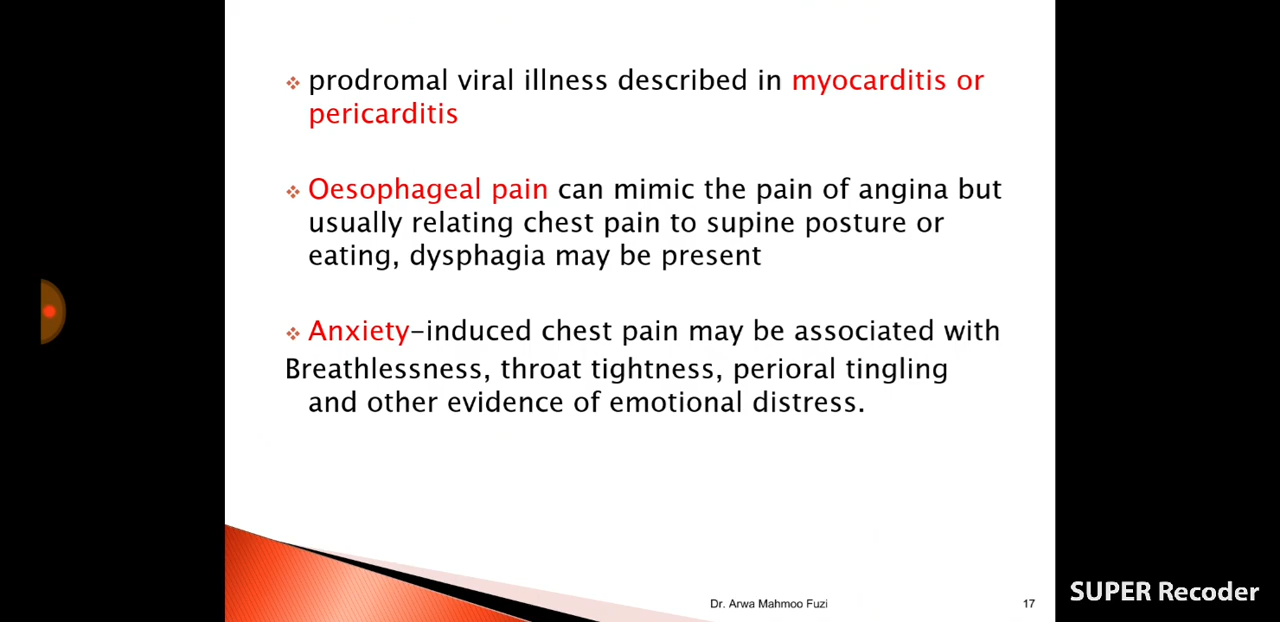 prodromal viral illness described in myocarditis or
pericarditis
Oesophageal pain can mimic the pain of angina but
usually relating chest pain to supine posture or
eating, dysphagia may be present
Anxiety-induced chest pain may be associated with
Breathlessness, throat tightness, perioral tingling
and other evidence of emotional distress.
Dr. Arwa Mahmoo Fuzi
17
SUPER Recoder